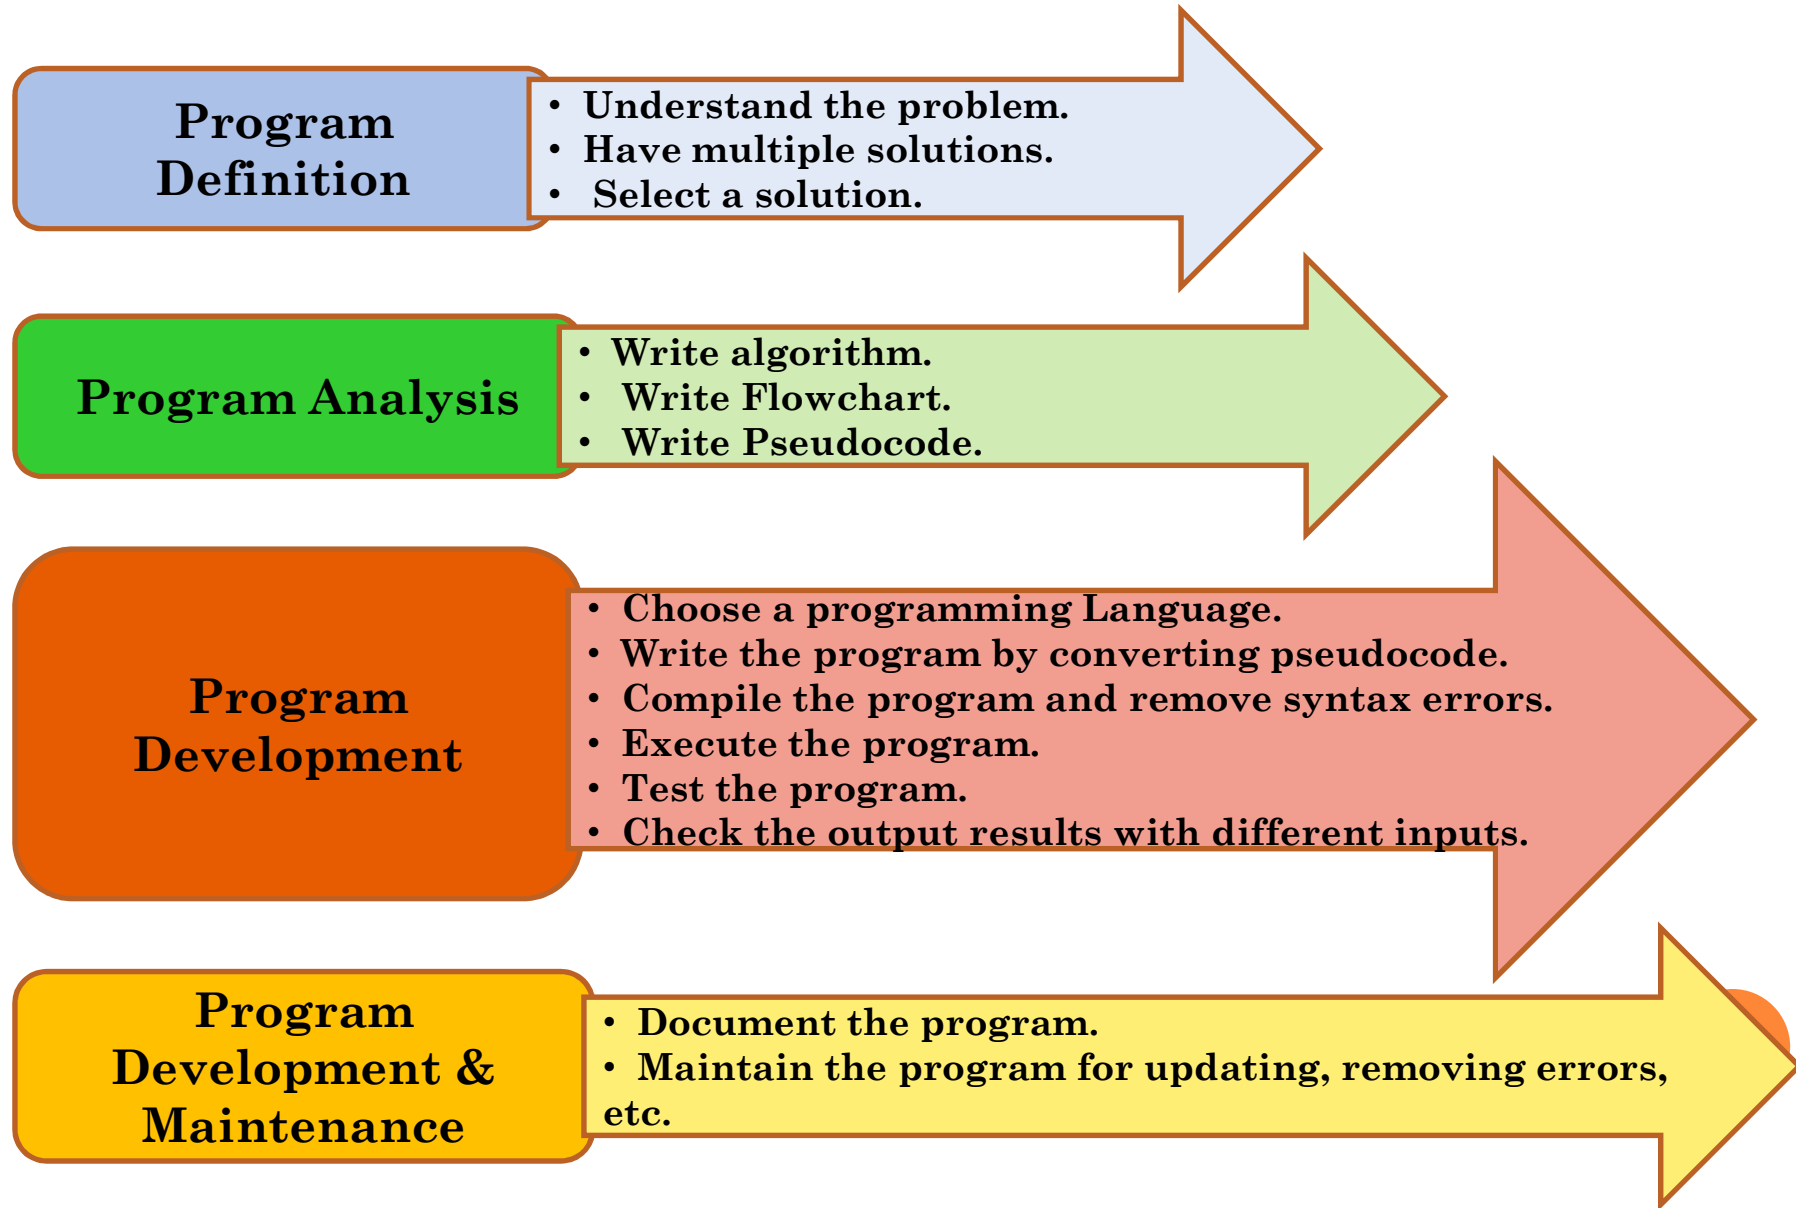 Program
Definition
• Understand the problem.
• Have multiple solutions.
• Select a solution.
Program Analysis
• Write algorithm.
• Write Flowchart.
• Write Pseudocode.
Program
Development
• Choose a programming Language.
• Write the program by converting pseudocode.
• Compile the program and remove syntax errors.
• Execute the program.
• Test the program.
• Check the output results with different inputs.
Program
Development &
Maintenance
• Document the program.
• Maintain the program for updating, removing errors,
etc.